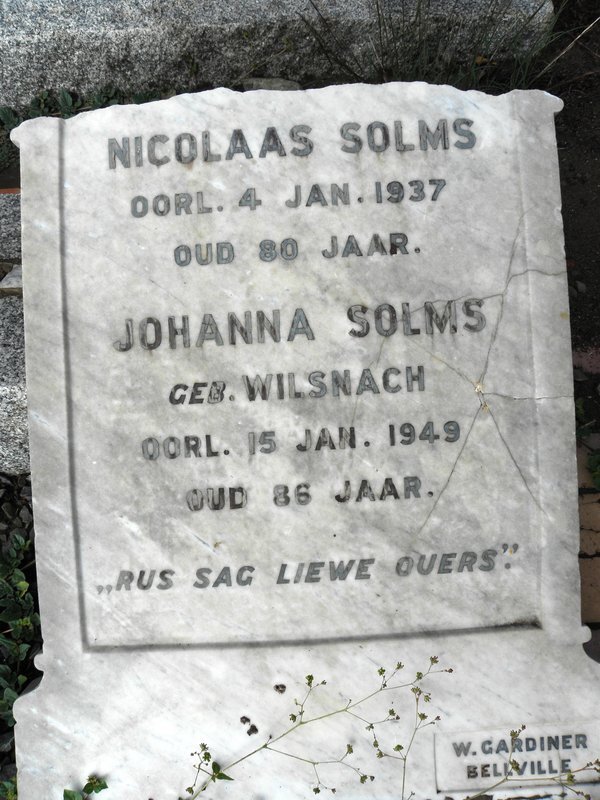 NICOLAAS SOLMS
OORL. 4 JAN. 1937
OUD 80 JAAR.
JOHANNA SOLMS
GEB. WILSNACH
OORL. 15 JAN. 1949
OUD 86 JAAR.
„RUS SAG LIEWE OUERS".
W. GARDINER
BELLVILLE